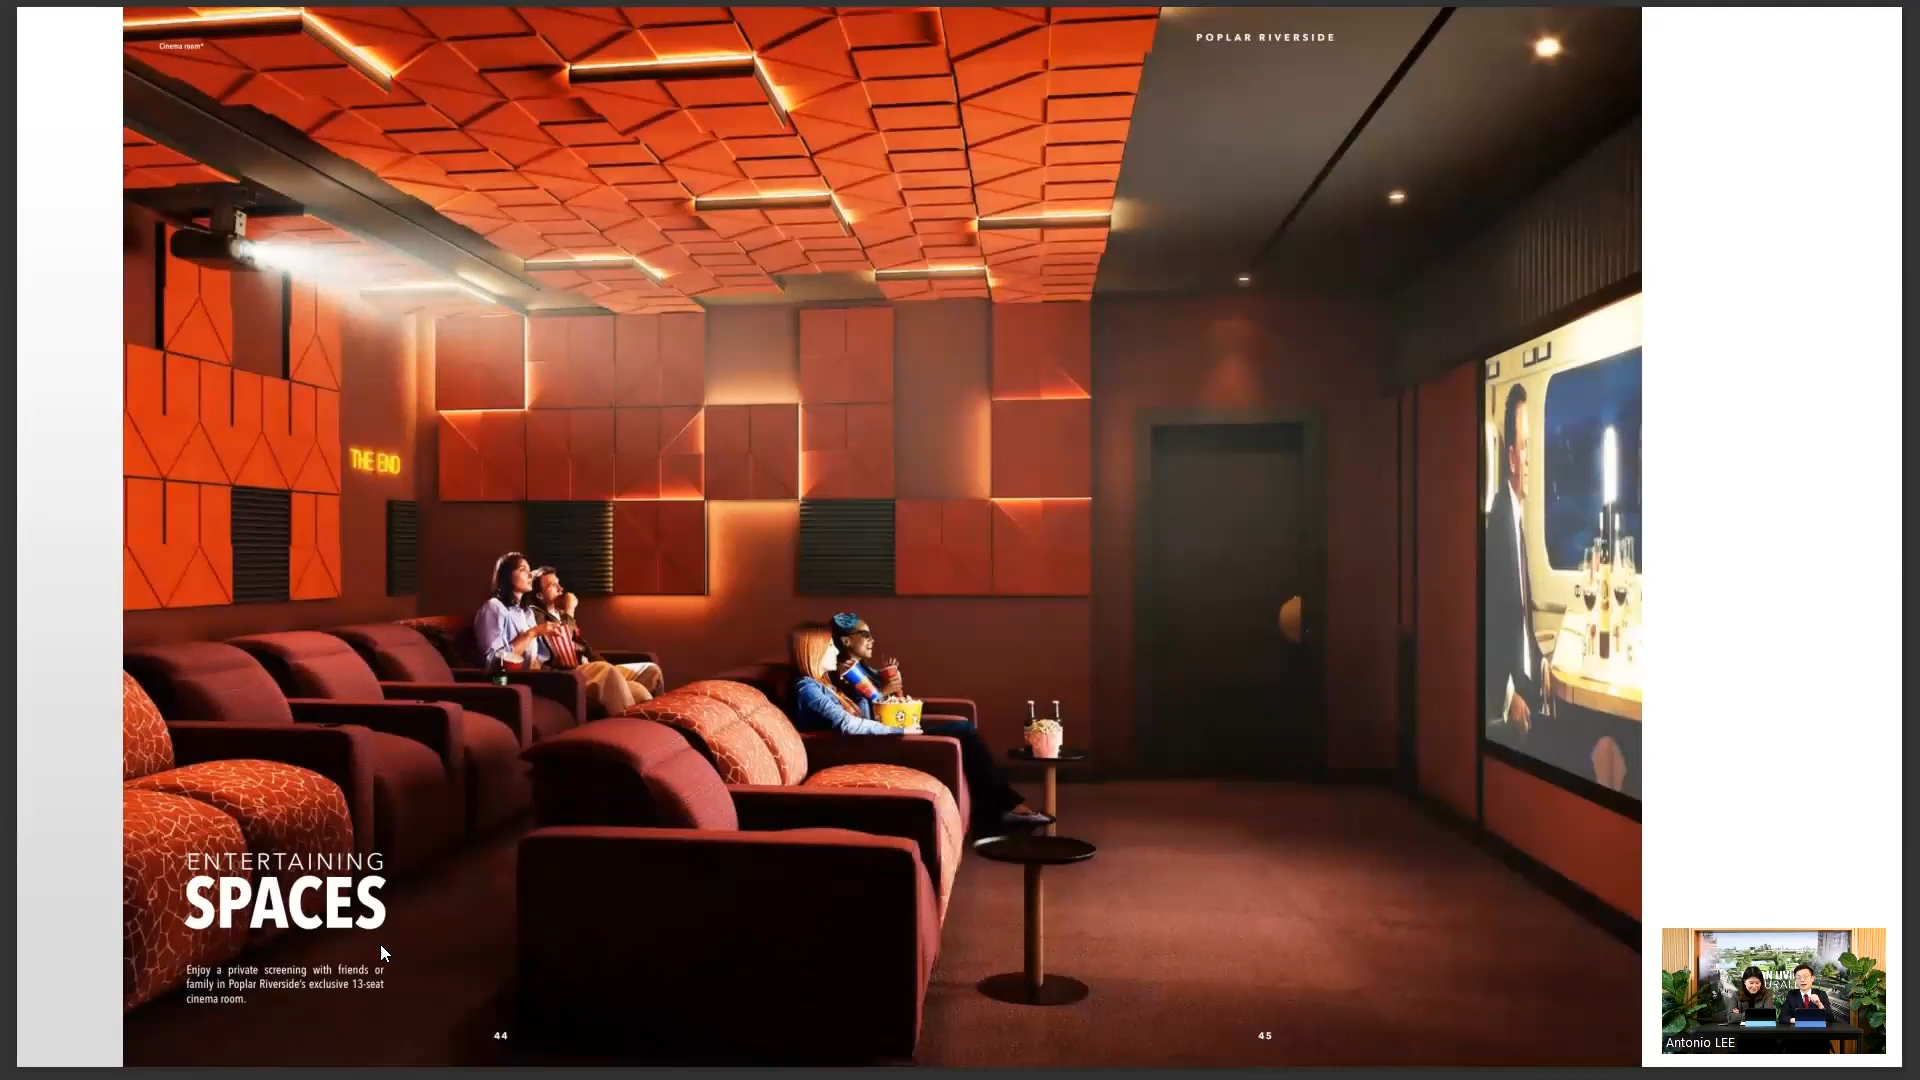 Cinema room*
POPLAR RIVERSIDE
THE END
ENTERTAINING
SPACES
Enjoy a private screening with friends or
family in Poplar Riverside's exclusive 13-seat
cinema room.
44
45
Antonio LEE